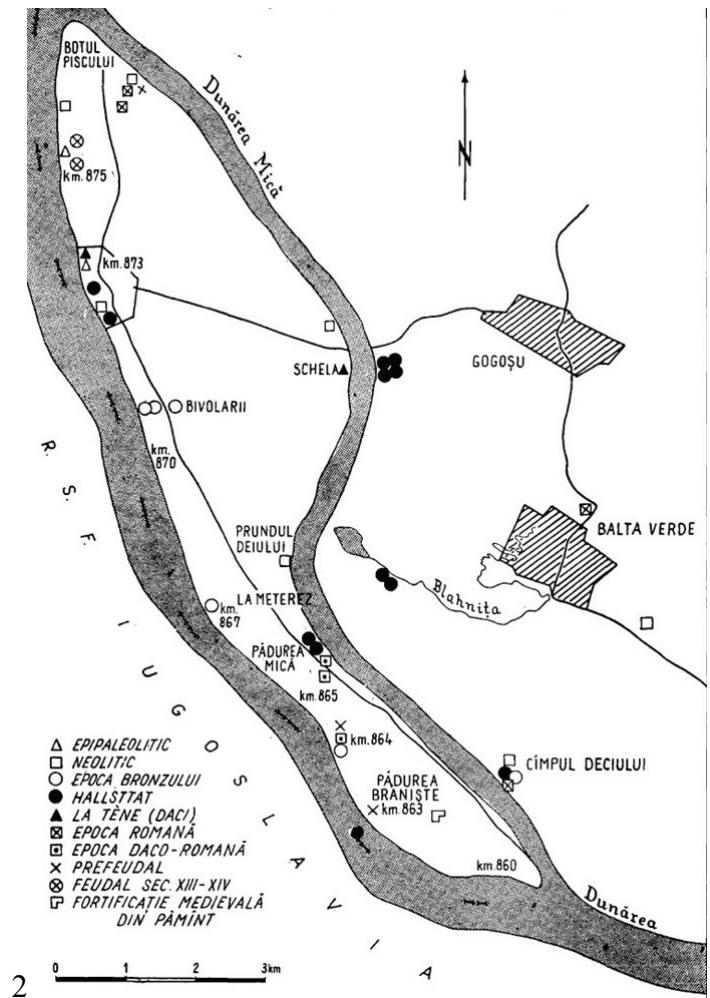 BOTUL
PISCULUI
Dunărea Mică
N
km. 875
km. 873
SCHELA
GOGOȘU
BIVOLARII
km.
870
R. S. F. IUGOSLAVIA
BALTA VERDE
PRUNDUL
DEIULUI
Blahnița
LA METEREZ
km.
867
PĂDUREA
MICĂ
km. 865
km. 864
CÎMPUL DECIULUI
PĂDUREA
BRANIȘTE
km. 863
km. 860
Dunărea
EPIPALEOLITIC
NEOLITIC
EPOCA BRONZULUI
HALLSTTAT
LA TÈNE (DACI)
EPOCA ROMANĂ
EPOCA DACO-ROMANĂ
PREFEUDAL
FEUDAL SEC. XIII-XIV
FORTIFICAȚIE MEDIEVALĂ
DIN PĂMÎNT
0 1 2 3 km
2